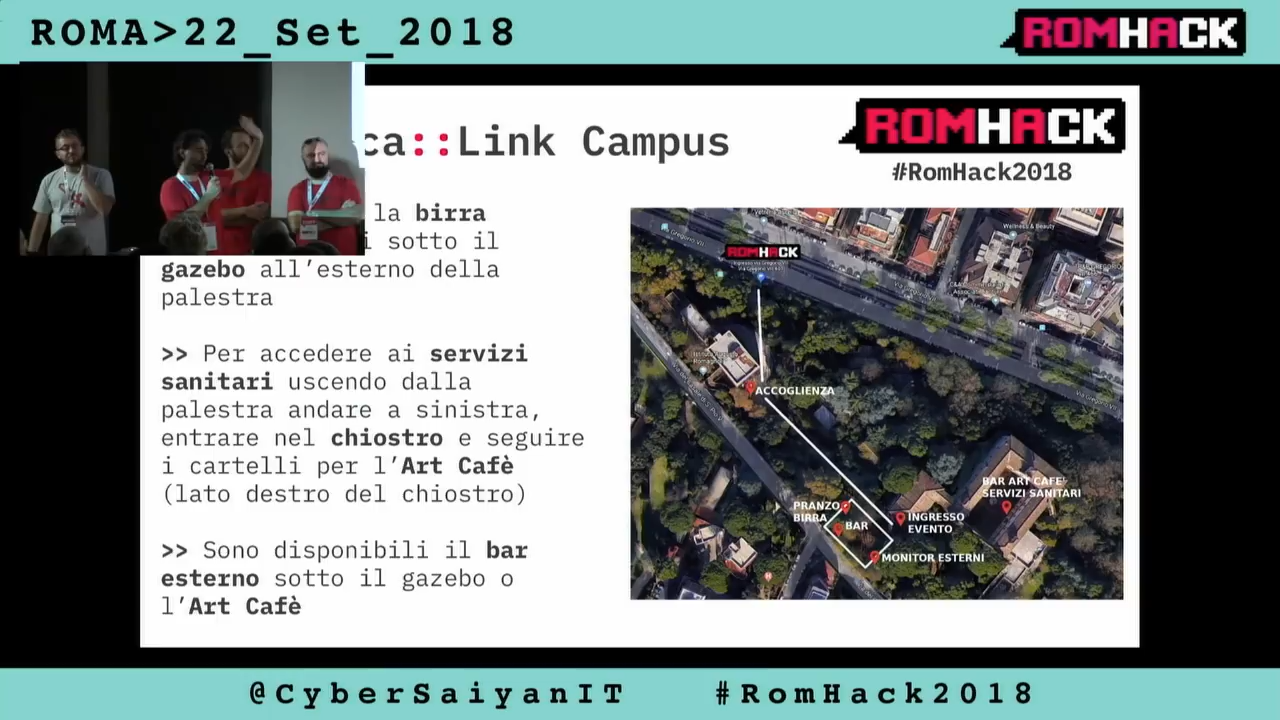 ROMA>22_Set_2018
ROMHACK
ca::Link Campus
ROMHACK
#RomHack2018
la birra
i sotto il
gazebo all’esterno della
palestra
>> Per accedere ai servizi
sanitari uscendo dalla
palestra andare a sinistra,
entrare nel chiostro e seguire
i cartelli per l’Art Cafè
(lato destro del chiostro)
>> Sono disponibili il bar
esterno sotto il gazebo o
l’Art Cafè
Wellness & Beauty
ROMHACK
ACCOGLIENZA
BAR ART CAFE'
SERVIZI SANITARI
PRANZO
BIRRA
BAR
INGRESSO
EVENTO
MONITOR ESTERNI
@CyberSaiyanIT
#RomHack2018